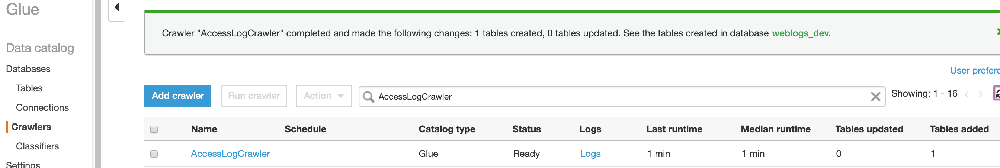 Glue
Data catalog
Databases
Tables
Connections
Crawlers
Classifiers
Settings
Crawler "AccessLogCrawler" completed and made the following changes: 1 tables created, 0 tables updated. See the tables created in database weblogs_dev.
User prefere
Add crawler Run crawler Action AccessLogCrawler Showing: 1 - 16
Name Schedule Catalog type Status Logs Last runtime Median runtime Tables updated Tables added
AccessLogCrawler Glue Ready Logs 1 min 1 min 0 1